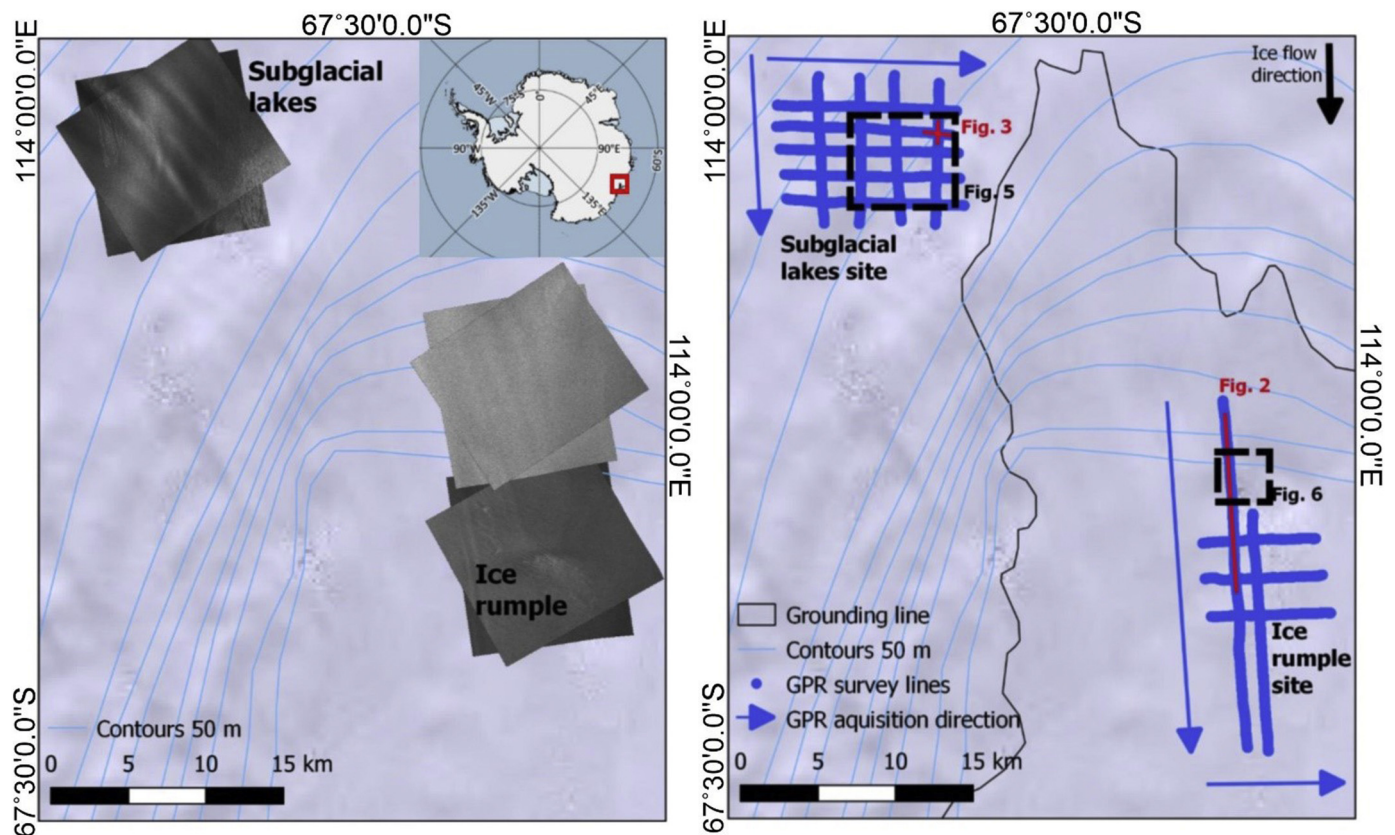 67°30'0.0"S
114°00'0.0"E
Subglacial
lakes
45°W
75°S
0
45°E
90°W
90°E
60°S
135°W
135°E
114°00'0.0"E
Ice
rumple
67°30'0.0"S
Contours 50 m
0 5 10 15 km
67°30'0.0"S
114°00'0.0"E
Ice flow
direction
Fig. 3
Fig. 5
Subglacial
lakes site
114°00'0.0"E
Fig. 2
Fig. 6
Grounding line
Contours 50 m
GPR survey lines
GPR aquisition direction
Ice
rumple
site
67°30'0.0"S
0 5 10 15 km